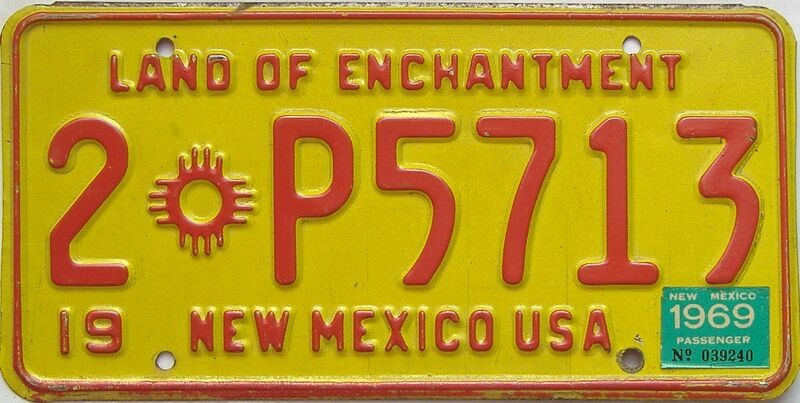 LAND OF ENCHANTMENT
2 P5713
19 NEW MEXICO USA
NEW MEXICO
1969
PASSENGER
Nº 039240